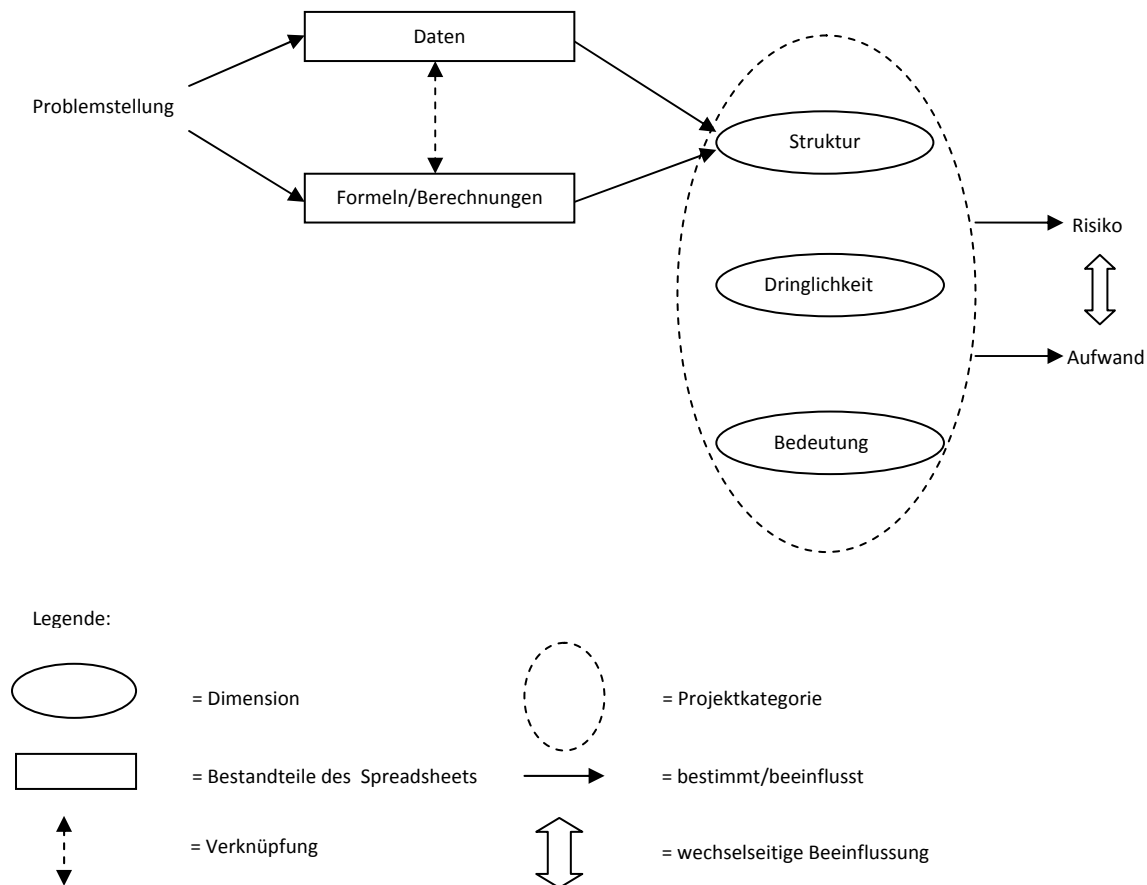 Daten
Problemstellung
Struktur
Formeln/Berechnungen
Risiko
Dringlichkeit
Aufwand
Bedeutung
Legende:
= Dimension
= Projektkategorie
= Bestandteile des Spreadsheets
= bestimmt/beeinflusst
= Verknüpfung
= wechselseitige Beeinflussung